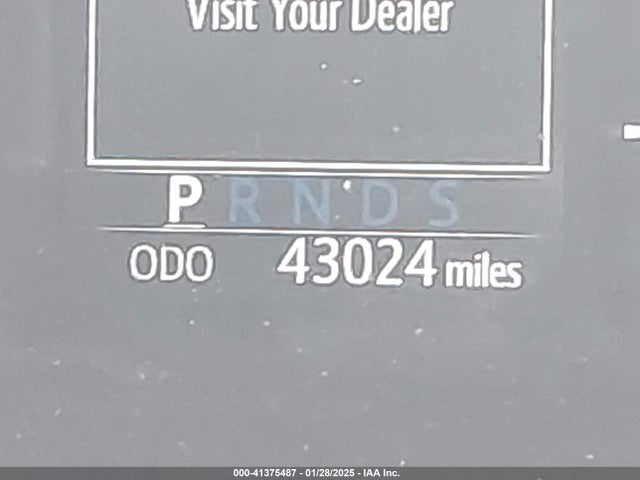 Visit Your Dealer
P R N D S
ODO 43024 miles
000-41375487 - 01/28/2025 - IAA Inc.